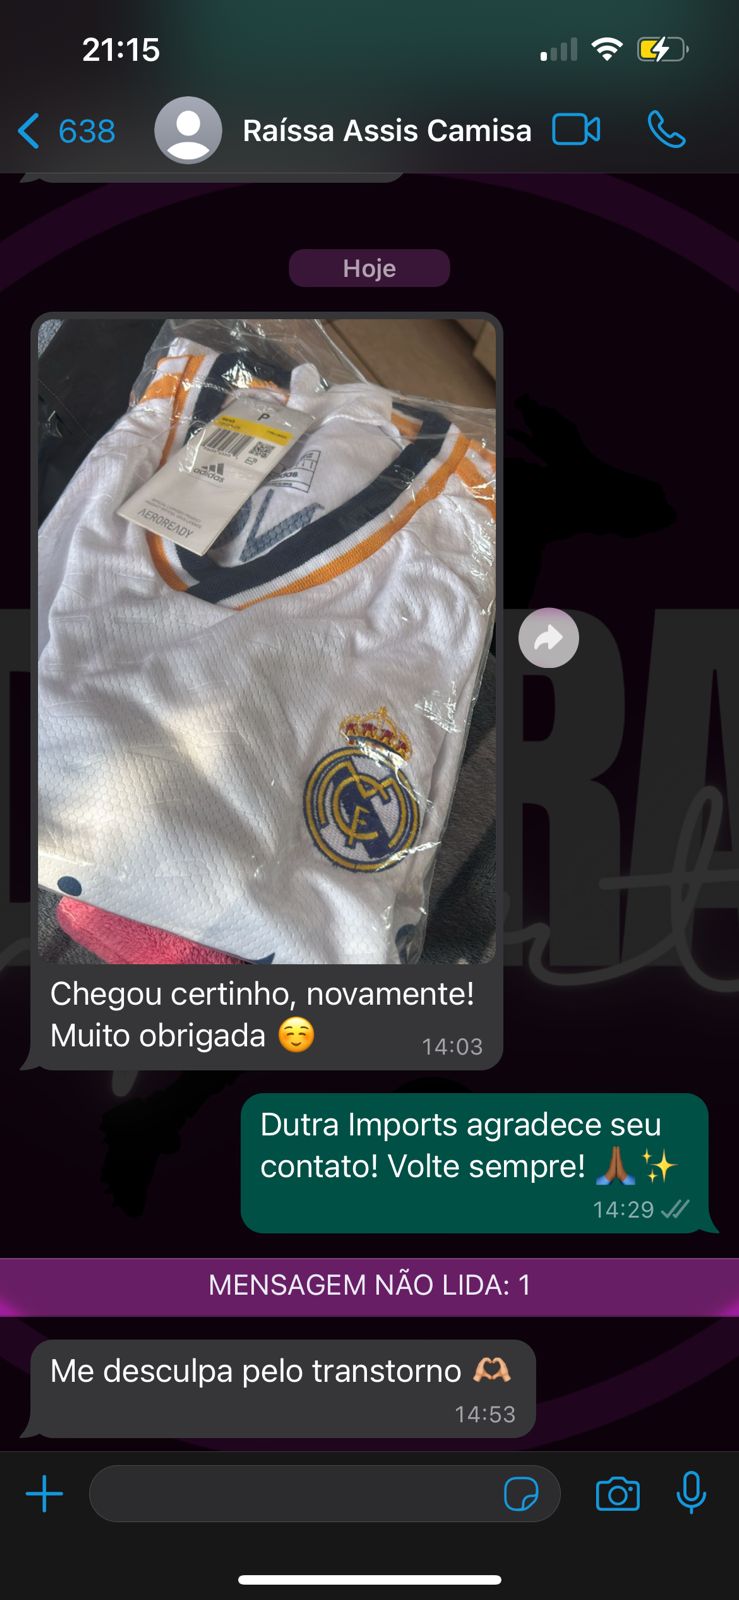 21:15
638
Raíssa Assis Camisa
Hoje
P
adidas
adidas
AEROREADY
Chegou certinho, novamente!
Muito obrigada ☺️
14:03
Dutra Imports agradece seu
contato! Volte sempre! 🙏🏾✨
14:29
MENSAGEM NÃO LIDA: 1
Me desculpa pelo transtorno 🫶🏼
14:53